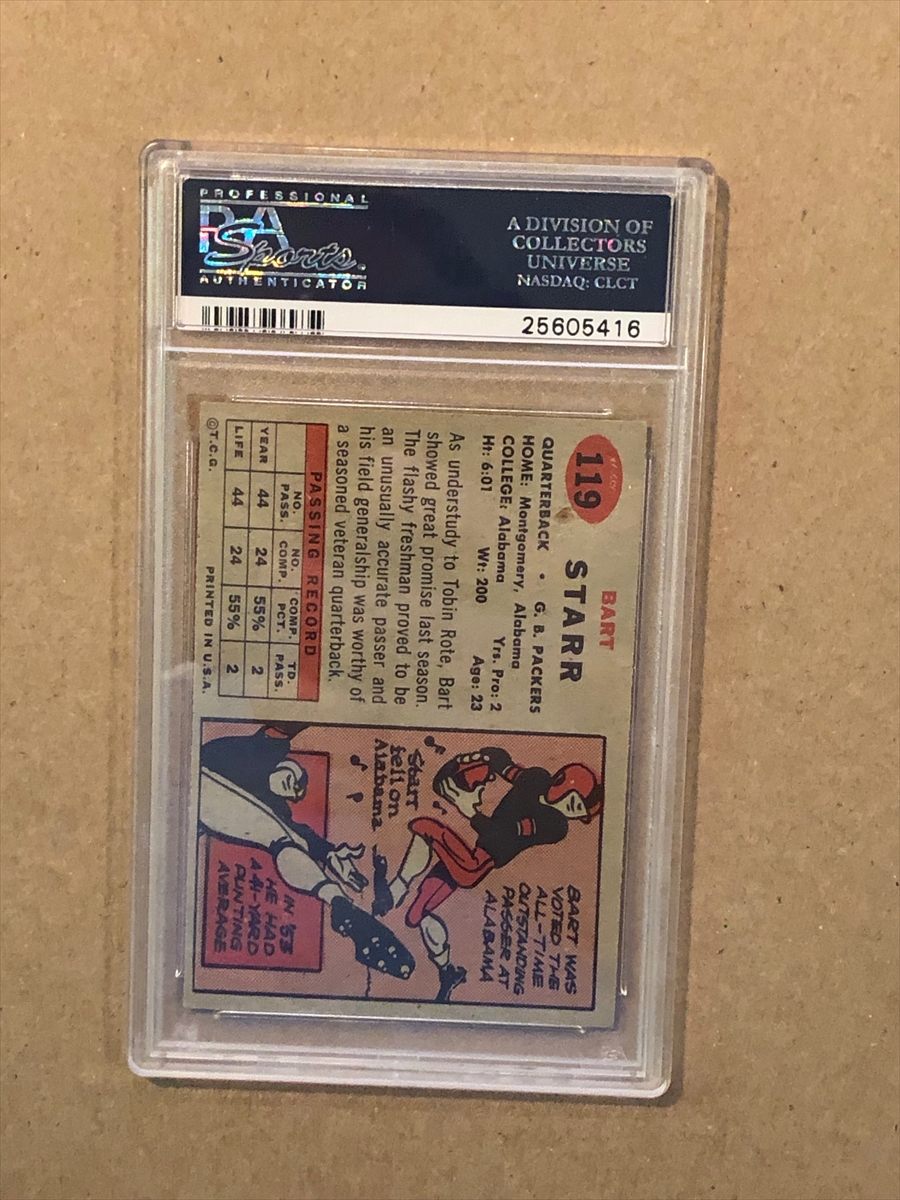 PROFESSIONAL
PSA
Sports.
AUTHENTICATOR
A DIVISION OF
COLLECTORS
UNIVERSE
NASDAQ: CLCT
25605416
119
BART
STARR
QUARTERBACK • G. B. PACKERS
HOME: Montgomery, Alabama
COLLEGE: Alabama Yrs. Pro: 2
Ht: 6:01 Wt: 200 Age: 23
As understudy to Tobin Rote, Bart
showed great promise last season.
The flashy freshman proved to be
an unusually accurate passer and
his field generalship was worthy of
a seasoned veteran quarterback.
PASSING RECORD
NO. PASS. NO. COMP. COMP. PCT. TD. PASS.
YEAR 44 24 55% 2
LIFE 44 24 55% 2
©T.C.G. PRINTED IN U.S.A.
BART WAS
VOTED THE
ALL-TIME
OUTSTANDING
PASSER AT
ALABAMA
Starr
fell on
Alabama
IN '53
HE HAD
A 41-YARD
PUNTING
AVERAGE